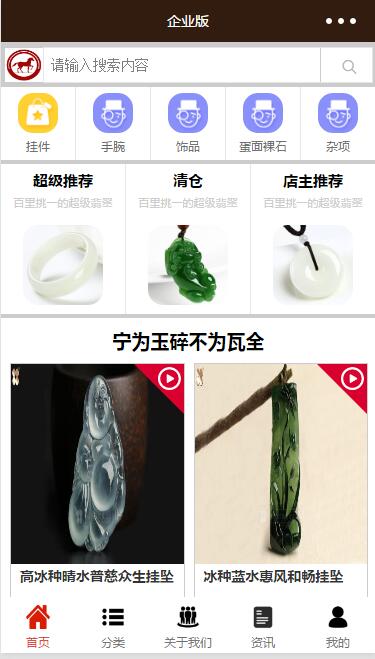 企业版
请输入搜索内容
挂件 手腕 饰品 蛋面裸石 杂项
超级推荐 清仓 店主推荐
百里挑一的超级翡翠 百里挑一的超级翡翠 百里挑一的超级翡翠
宁为玉碎不为瓦全
高冰种晴水普慈众生挂坠 冰种蓝水惠风和畅挂坠
首页 分类 关于我们 资讯 我的